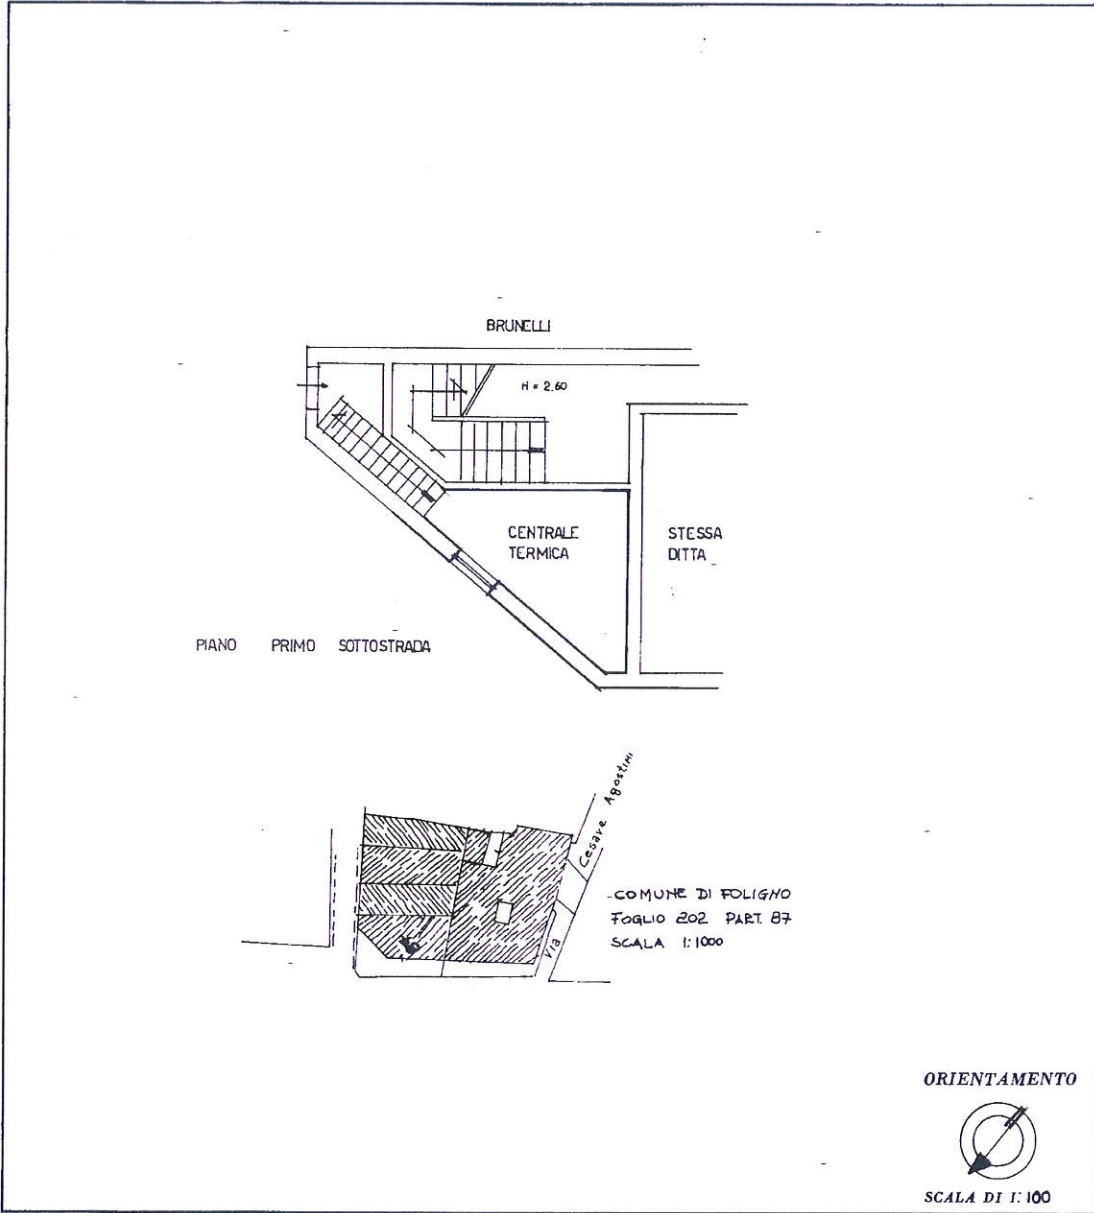 BRUNELLI
H = 2.60
CENTRALE
TERMICA
STESSA
DITTA
PIANO PRIMO SOTTOSTRADA
Via Cesare Agostini
COMUNE DI FOLIGNO
FOGLIO 202 PART. 87
SCALA 1:1000
ORIENTAMENTO
SCALA DI 1:100